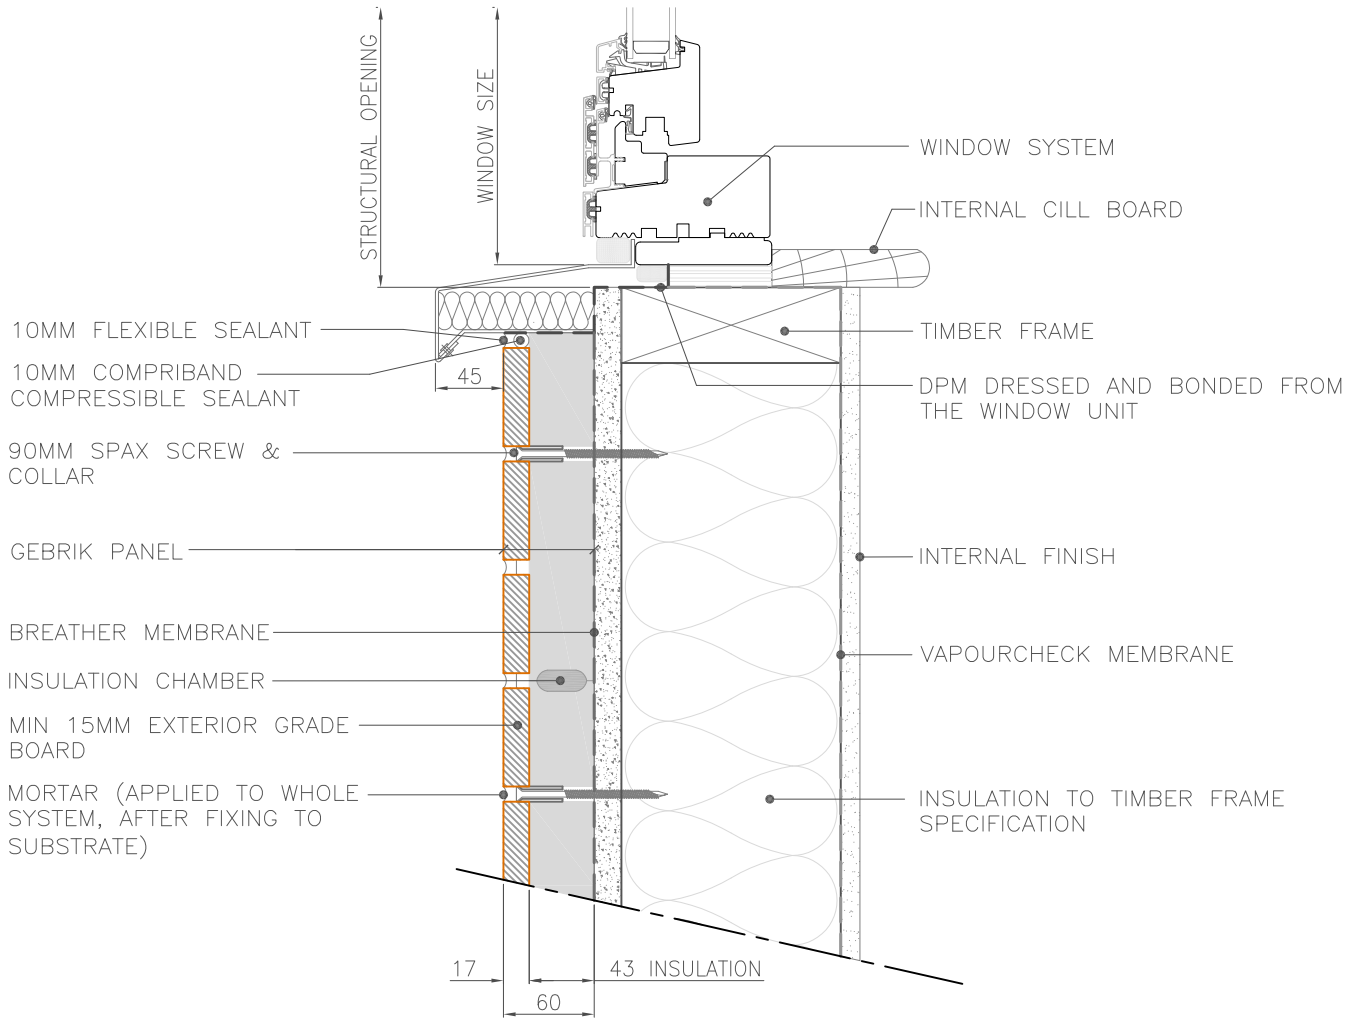 STRUCTURAL OPENING
WINDOW SIZE
WINDOW SYSTEM
INTERNAL CILL BOARD
10MM FLEXIBLE SEALANT
TIMBER FRAME
10MM COMPRIBAND
COMPRESSIBLE SEALANT
45
DPM DRESSED AND BONDED FROM
THE WINDOW UNIT
90MM SPAX SCREW &
COLLAR
GEBRIK PANEL
INTERNAL FINISH
BREATHER MEMBRANE
VAPOURCHECK MEMBRANE
INSULATION CHAMBER
MIN 15MM EXTERIOR GRADE
BOARD
MORTAR (APPLIED TO WHOLE
SYSTEM, AFTER FIXING TO
SUBSTRATE)
INSULATION TO TIMBER FRAME
SPECIFICATION
17
43 INSULATION
60